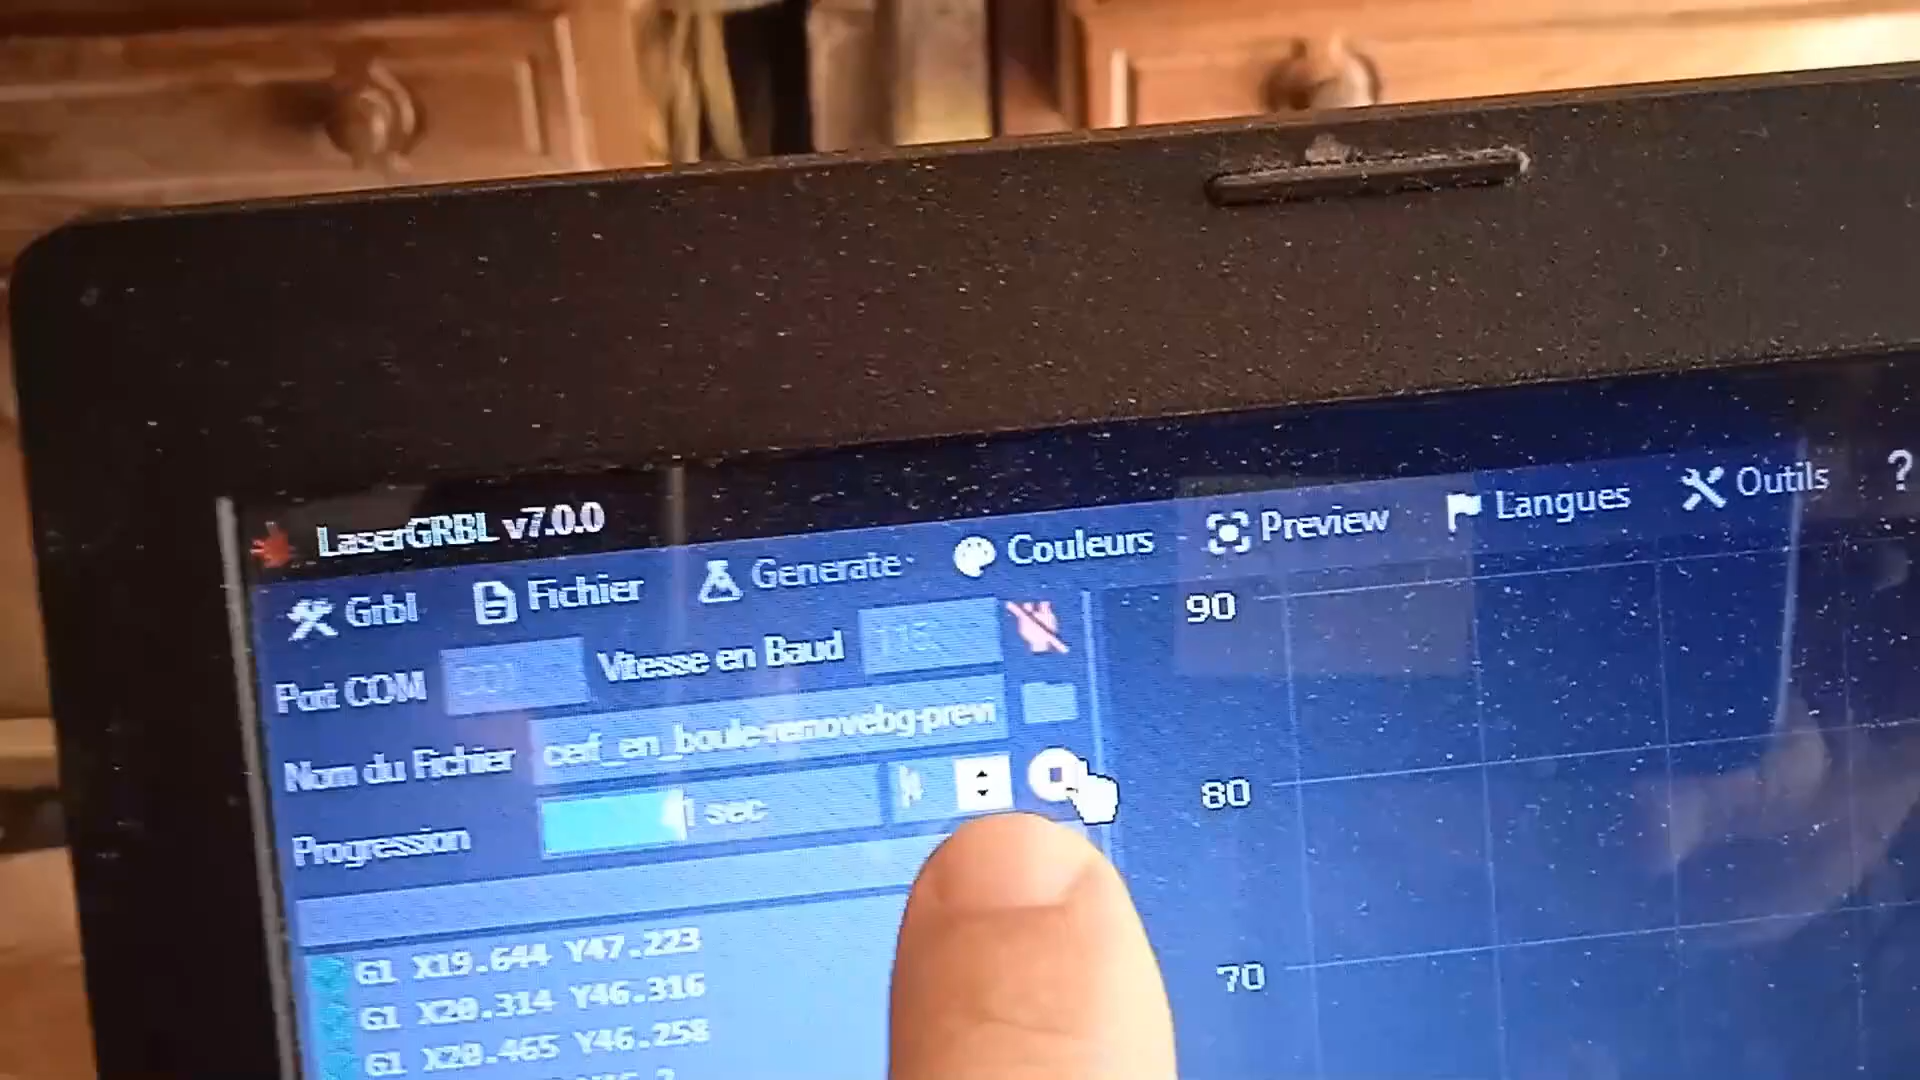 LaserGRBL v7.0.0
Grbl Fichier Generate Couleurs Preview Langues Outils ?
Port COM Vitesse en Baud
Nom du Fichier cerf_en_boule-removebg-previ
Progression 1 sec
G1 X19.644 Y47.223
G1 X20.314 Y46.316
G1 X20.465 Y46.258
90
80
70